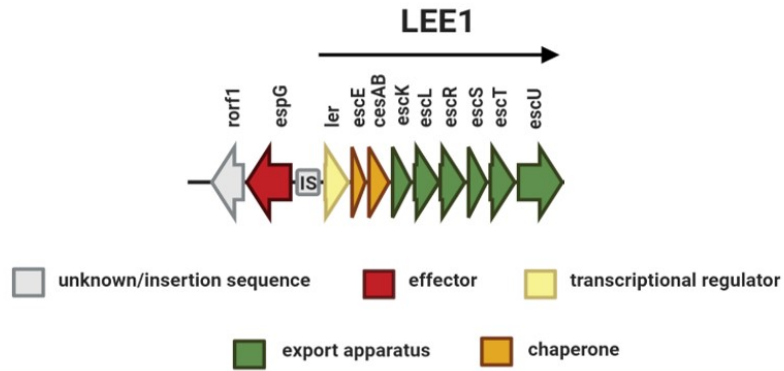 LEE1
rorf1 espG ler escE cesAB escK escL escR escS escT escU
IS
unknown/insertion sequence effector transcriptional regulator
export apparatus chaperone